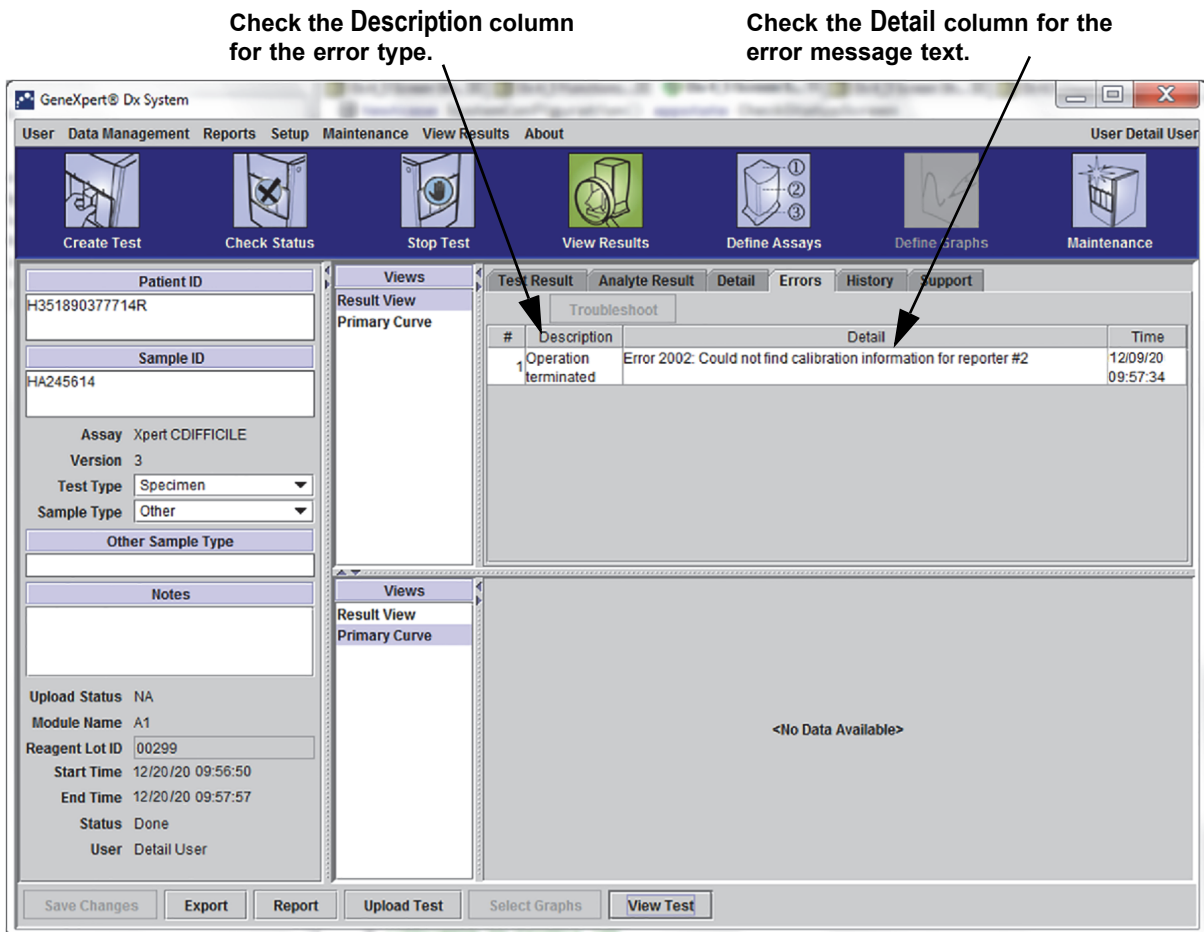 Check the Description column
for the error type.
Check the Detail column for the
error message text.
GeneXpert® Dx System
User Data Management Reports Setup Maintenance View Results About
User Detail User
Create Test
Check Status
Stop Test
View Results
Define Assays
Define Graphs
Maintenance
Patient ID
H351890377714R
Sample ID
HA245614
Assay Xpert CDIFFICILE
Version 3
Test Type Specimen
Sample Type Other
Other Sample Type
Notes
Upload Status NA
Module Name A1
Reagent Lot ID 00299
Start Time 12/20/20 09:56:50
End Time 12/20/20 09:57:57
Status Done
User Detail User
Views
Result View
Primary Curve
Test Result Analyte Result Detail Errors History Support
Troubleshoot
# Description Detail Time
1 Operation Error 2002: Could not find calibration information for reporter #2 12/09/20
terminated 09:57:34
Views
Result View
Primary Curve
<No Data Available>
Save Changes Export Report Upload Test Select Graphs View Test